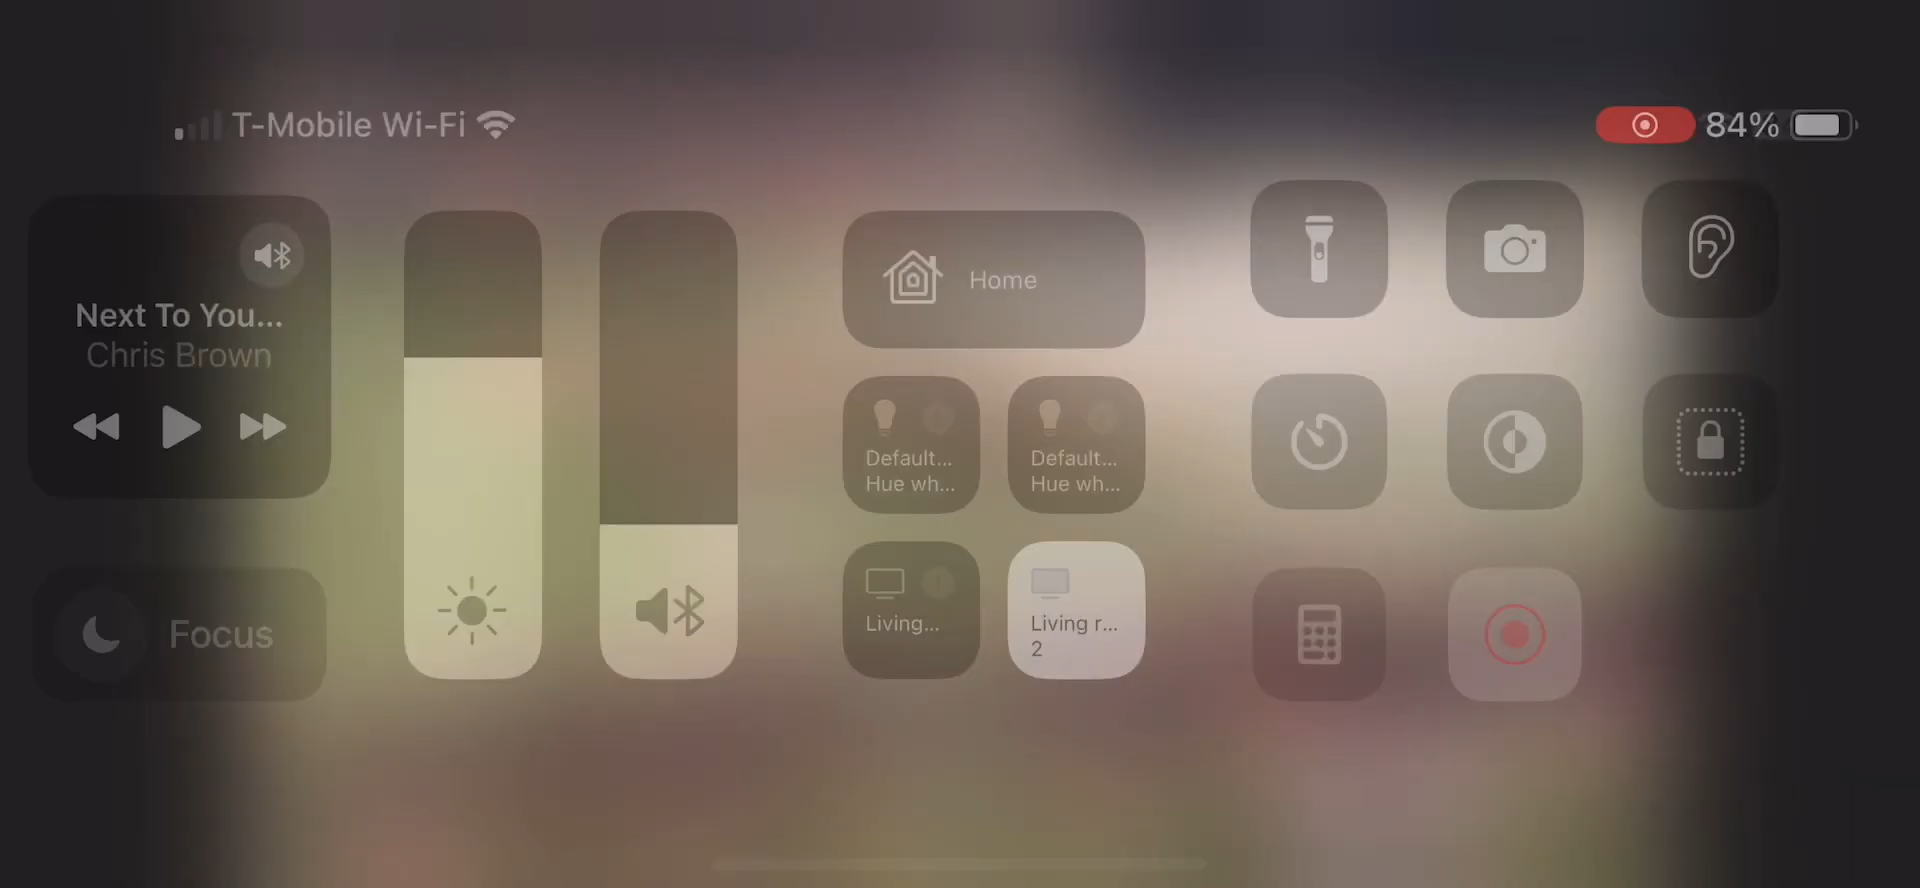 T-Mobile Wi-Fi
84%
Next To You...
Chris Brown
Focus
Home
Default...
Hue wh...
Default...
Hue wh...
Living...
Living r...
2